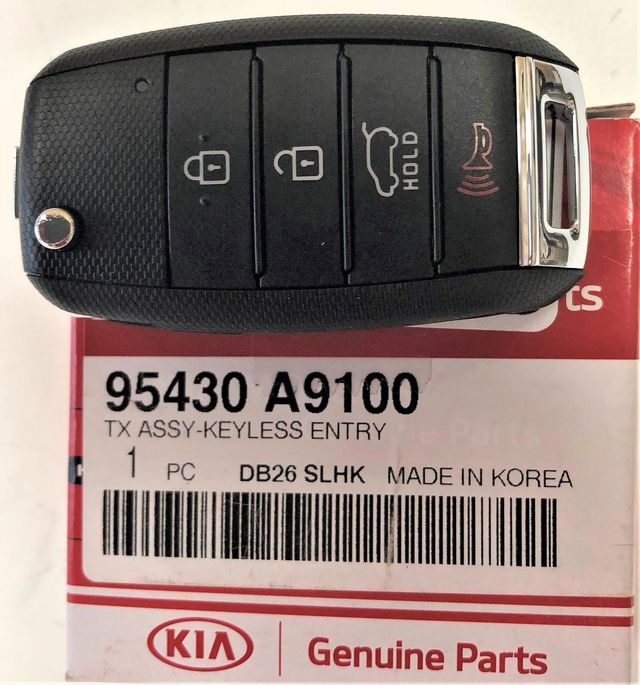 HOLD
ts
95430 A9100
TX ASSY-KEYLESS ENTRY
1 PC DB26 SLHK MADE IN KOREA
KIA Genuine Parts